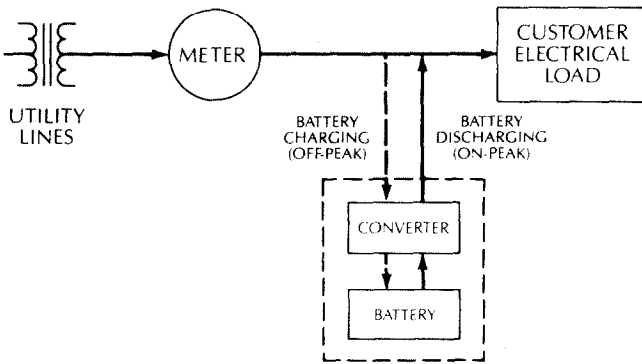 UTILITY
LINES
METER
CUSTOMER
ELECTRICAL
LOAD
BATTERY
CHARGING
(OFF-PEAK)
BATTERY
DISCHARGING
(ON-PEAK)
CONVERTER
BATTERY